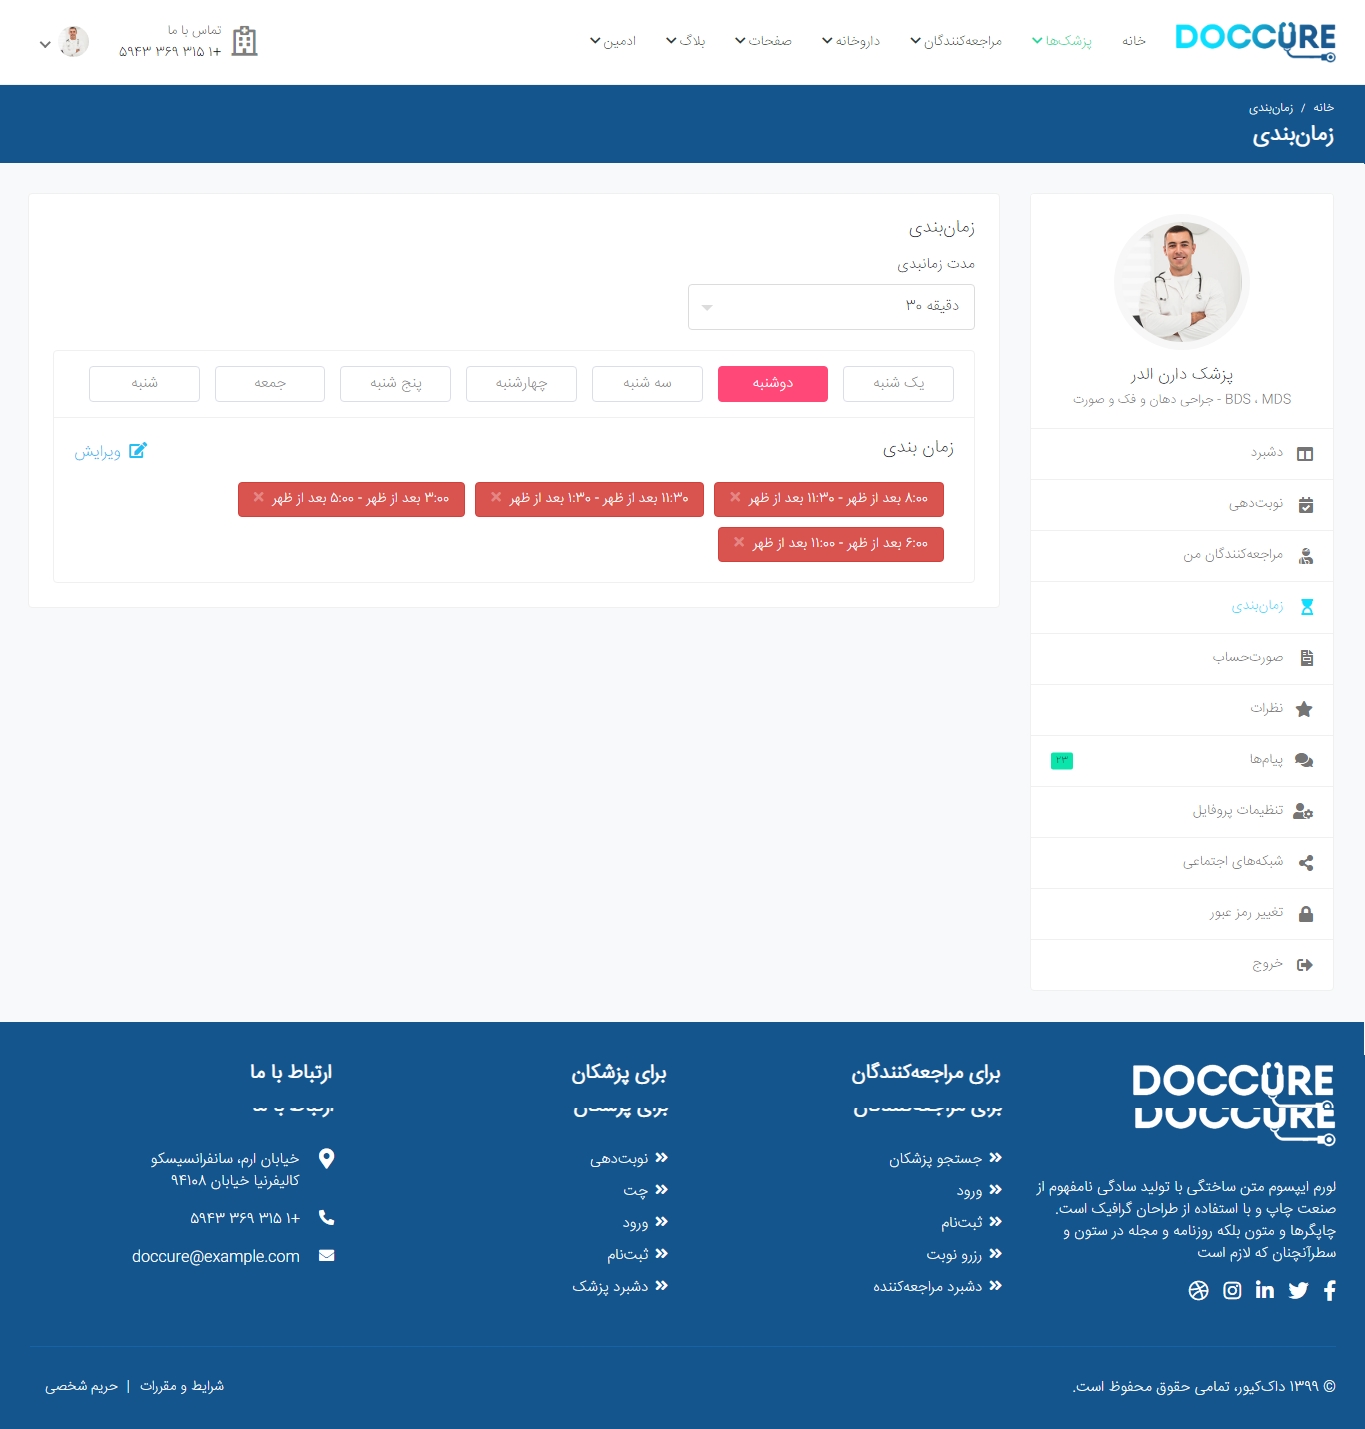 DOCCURE
خانه
پزشک‌ها
مراجعه‌کنندگان
داروخانه
صفحات
بلاگ
ادمین
تماس با ما
+۱ ۳۱۵ ۳۶۹ ۵۹۴۳
خانه / زمان‌بندی
زمان‌بندی
پزشک دارن الدر
BDS ، MDS - جراحی دهان و فک و صورت
دشبرد
نوبت‌دهی
مراجعه‌کنندگان من
زمان‌بندی
صورت‌حساب
نظرات
پیام‌ها
۲۳
تنظیمات پروفایل
شبکه‌های اجتماعی
تغییر رمز عبور
خروج
زمان‌بندی
مدت زمانبدی
دقیقه ۳۰
یک شنبه
دوشنبه
سه شنبه
چهارشنبه
پنج شنبه
جمعه
شنبه
زمان بندی
ویرایش
۸:۰۰ بعد از ظهر - ۱۱:۳۰ بعد از ظهر
۱۱:۳۰ بعد از ظهر - ۱:۳۰ بعد از ظهر
۳:۰۰ بعد از ظهر - ۵:۰۰ بعد از ظهر
۶:۰۰ بعد از ظهر - ۱۱:۰۰ بعد از ظهر
DOCCURE
DOCCURE
لورم ایپسوم متن ساختگی با تولید سادگی نامفهوم از
صنعت چاپ و با استفاده از طراحان گرافیک است.
چاپگرها و متون بلکه روزنامه و مجله در ستون و
سطرآنچنان که لازم است
برای مراجعه‌کنندگان
برای مراجعه‌کنندگان
جستجو پزشکان
ورود
ثبت‌نام
رزرو نوبت
دشبرد مراجعه‌کننده
برای پزشکان
برای پزشکان
نوبت‌دهی
چت
ورود
ثبت‌نام
دشبرد پزشک
ارتباط با ما
ارتباط با ما
خیابان ارم، سانفرانسیسکو
کالیفرنیا خیابان ۹۴۱۰۸
+۱ ۳۱۵ ۳۶۹ ۵۹۴۳
doccure@example.com
© ۱۳۹۹ داک‌کیور، تمامی حقوق محفوظ است.
شرایط و مقررات | حریم شخصی